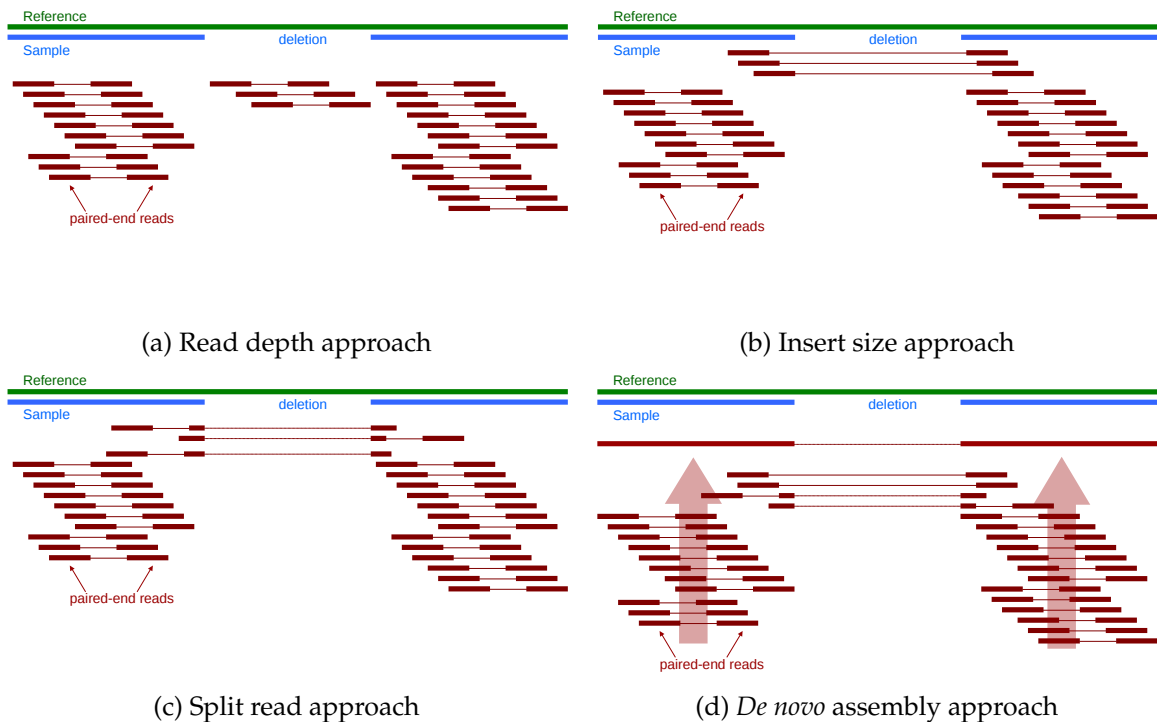 Reference
deletion
Sample
paired-end reads
(a) Read depth approach
Reference
deletion
Sample
paired-end reads
(b) Insert size approach
Reference
deletion
Sample
paired-end reads
(c) Split read approach
Reference
deletion
Sample
paired-end reads
(d) De novo assembly approach